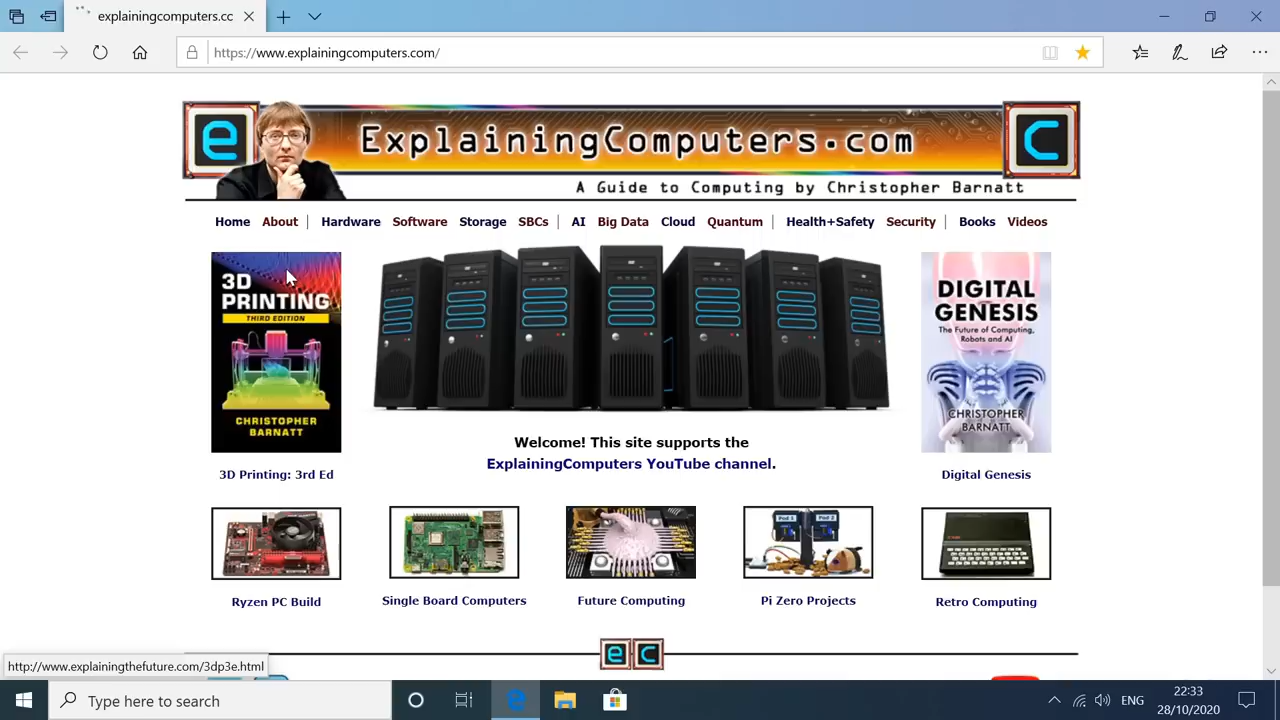 explainingcomputers.cc
https://www.explainingcomputers.com/
e
ExplainingComputers.com
C
A Guide to Computing by Christopher Barnatt
Home About | Hardware Software Storage SBCs | AI Big Data Cloud Quantum | Health+Safety Security | Books Videos
3D
PRINTING
THIRD EDITION
CHRISTOPHER
BARNATT
3D Printing: 3rd Ed
DIGITAL
GENESIS
The Future of Computing,
Robots and AI
CHRISTOPHER
BARNATT
Digital Genesis
Welcome! This site supports the
ExplainingComputers YouTube channel.
Pod 1 Pod 2
Ryzen PC Build
Single Board Computers
Future Computing
Pi Zero Projects
Retro Computing
e c
http://www.explainingthefuture.com/3dp3e.html
Type here to search
ENG
22:33
28/10/2020